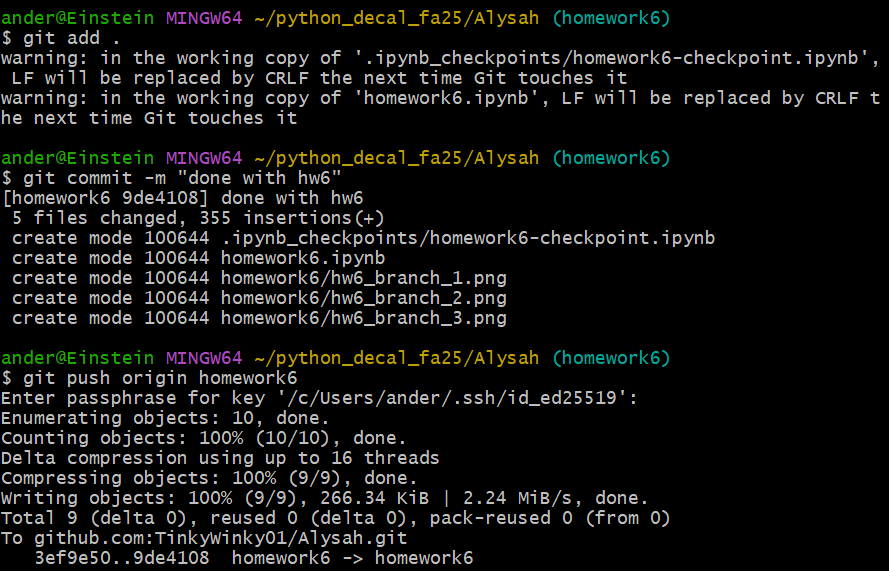 ander@Einstein MINGW64 ~/python_decal_fa25/Alysah (homework6)
$ git add .
warning: in the working copy of '.ipynb_checkpoints/homework6-checkpoint.ipynb',
 LF will be replaced by CRLF the next time Git touches it
warning: in the working copy of 'homework6.ipynb', LF will be replaced by CRLF t
he next time Git touches it
ander@Einstein MINGW64 ~/python_decal_fa25/Alysah (homework6)
$ git commit -m "done with hw6"
[homework6 9de4108] done with hw6
 5 files changed, 355 insertions(+)
 create mode 100644 .ipynb_checkpoints/homework6-checkpoint.ipynb
 create mode 100644 homework6.ipynb
 create mode 100644 homework6/hw6_branch_1.png
 create mode 100644 homework6/hw6_branch_2.png
 create mode 100644 homework6/hw6_branch_3.png
ander@Einstein MINGW64 ~/python_decal_fa25/Alysah (homework6)
$ git push origin homework6
Enter passphrase for key '/c/Users/ander/.ssh/id_ed25519':
Enumerating objects: 10, done.
Counting objects: 100% (10/10), done.
Delta compression using up to 16 threads
Compressing objects: 100% (9/9), done.
Writing objects: 100% (9/9), 266.34 KiB | 2.24 MiB/s, done.
Total 9 (delta 0), reused 0 (delta 0), pack-reused 0 (from 0)
To github.com:TinkyWinky01/Alysah.git
   3ef9e50..9de4108  homework6 -> homework6